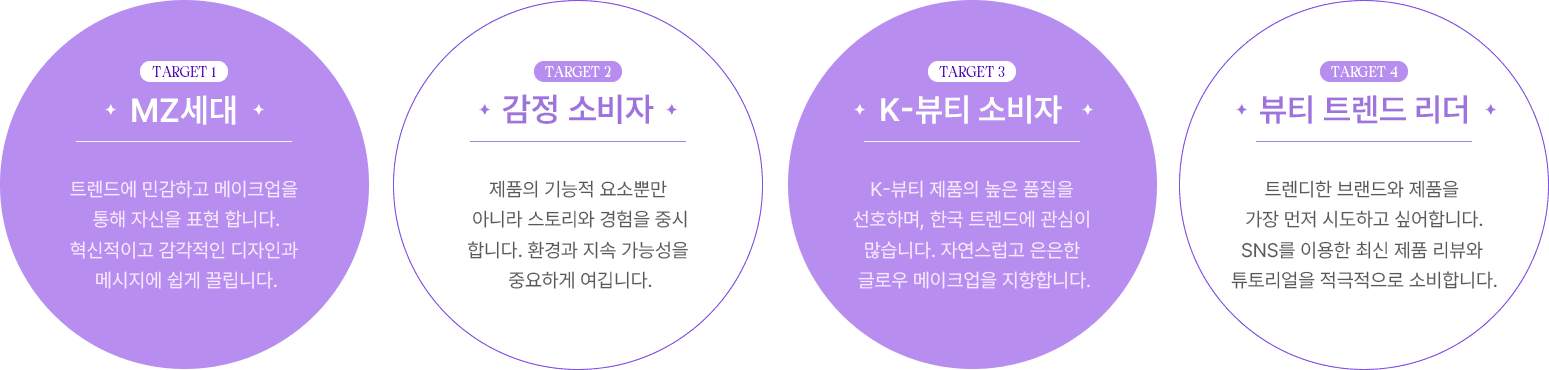 TARGET 1
MZ세대
트렌드에 민감하고 메이크업을
통해 자신을 표현 합니다.
혁신적이고 감각적인 디자인과
메시지에 쉽게 끌립니다.
TARGET 2
감정 소비자
제품의 기능적 요소뿐만
아니라 스토리와 경험을 중시
합니다. 환경과 지속 가능성을
중요하게 여깁니다.
TARGET 3
K-뷰티 소비자
K-뷰티 제품의 높은 품질을
선호하며, 한국 트렌드에 관심이
많습니다. 자연스럽고 은은한
글로우 메이크업을 지향합니다.
TARGET 4
뷰티 트렌드 리더
트렌디한 브랜드와 제품을
가장 먼저 시도하고 싶어합니다.
SNS를 이용한 최신 제품 리뷰와
튜토리얼을 적극적으로 소비합니다.